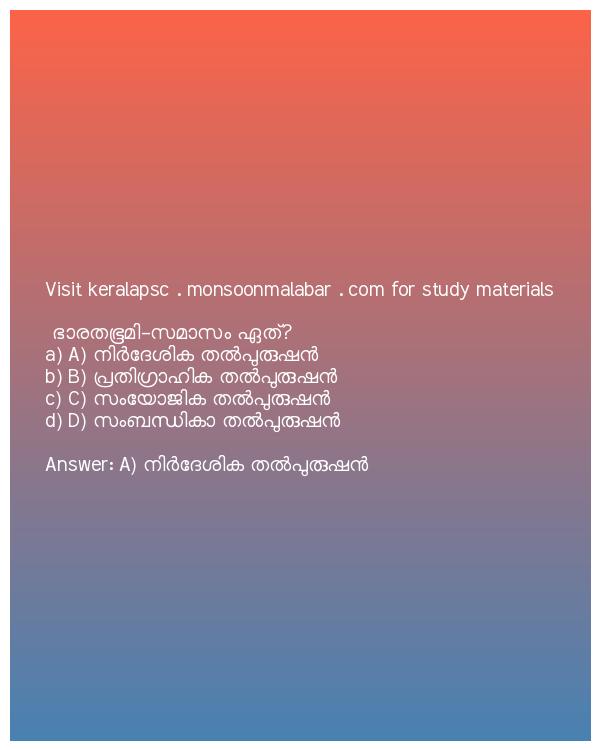 Visit keralapsc . monsoonmalabar . com for study materials
ഭാരതഭൂമി-സമാസം ഏത്?
a) A) നിർദേശിക തൽപുരുഷൻ
b) B) പ്രതിഗ്രാഹിക തൽപുരുഷൻ
c) C) സംയോജിക തൽപുരുഷൻ
d) D) സംബന്ധികാ തൽപുരുഷൻ
Answer: A) നിർദേശിക തൽപുരുഷൻ